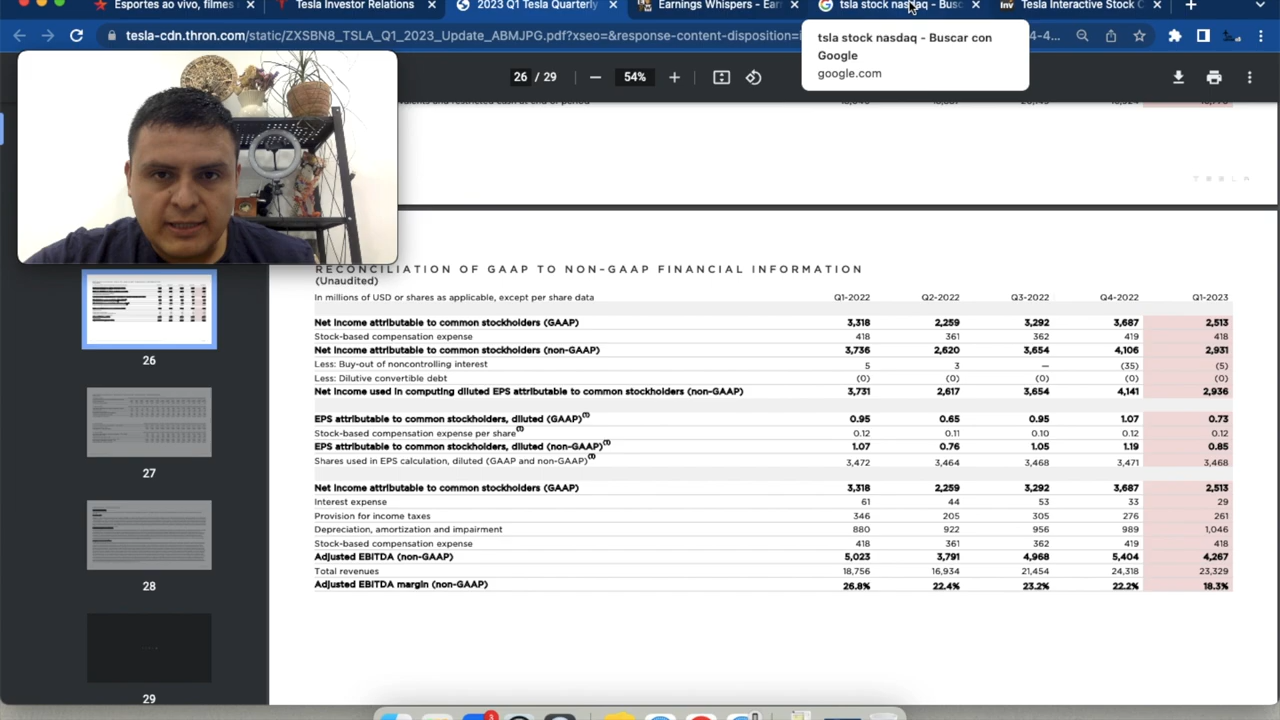 Esportes ao vivo, filmes
Tesla Investor Relations
2023 Q1 Tesla Quarterly
Earnings Whispers - Earn
tsla stock nasdaq - Busc
Tesla Interactive Stock C
tesla-cdn.thron.com/static/ZXSBN8_TSLA_Q1_2023_Update_ABMJPG.pdf?xseo=&response-content-disposition=i
4-4...
tsla stock nasdaq - Buscar con
Google
google.com
26 / 29
54%
TESLA
26
27
28
29
RECONCILIATION OF GAAP TO NON-GAAP FINANCIAL INFORMATION
(Unaudited)
In millions of USD or shares as applicable, except per share data Q1-2022 Q2-2022 Q3-2022 Q4-2022 Q1-2023
Net income attributable to common stockholders (GAAP) 3,318 2,259 3,292 3,687 2,513
Stock-based compensation expense 418 361 362 419 418
Net income attributable to common stockholders (non-GAAP) 3,736 2,620 3,654 4,106 2,931
Less: Buy-out of noncontrolling interest 5 3 — (35) (5)
Less: Dilutive convertible debt (0) (0) (0) (0) (0)
Net income used in computing diluted EPS attributable to common stockholders (non-GAAP) 3,731 2,617 3,654 4,141 2,936
EPS attributable to common stockholders, diluted (GAAP)(1) 0.95 0.65 0.95 1.07 0.73
Stock-based compensation expense per share(1) 0.12 0.11 0.10 0.12 0.12
EPS attributable to common stockholders, diluted (non-GAAP)(1) 1.07 0.76 1.05 1.19 0.85
Shares used in EPS calculation, diluted (GAAP and non-GAAP)(1) 3,472 3,464 3,468 3,471 3,468
Net income attributable to common stockholders (GAAP) 3,318 2,259 3,292 3,687 2,513
Interest expense 61 44 53 33 29
Provision for income taxes 346 205 305 276 261
Depreciation, amortization and impairment 880 922 956 989 1,046
Stock-based compensation expense 418 361 362 419 418
Adjusted EBITDA (non-GAAP) 5,023 3,791 4,968 5,404 4,267
Total revenues 18,756 16,934 21,454 24,318 23,329
Adjusted EBITDA margin (non-GAAP) 26.8% 22.4% 23.2% 22.2% 18.3%
3